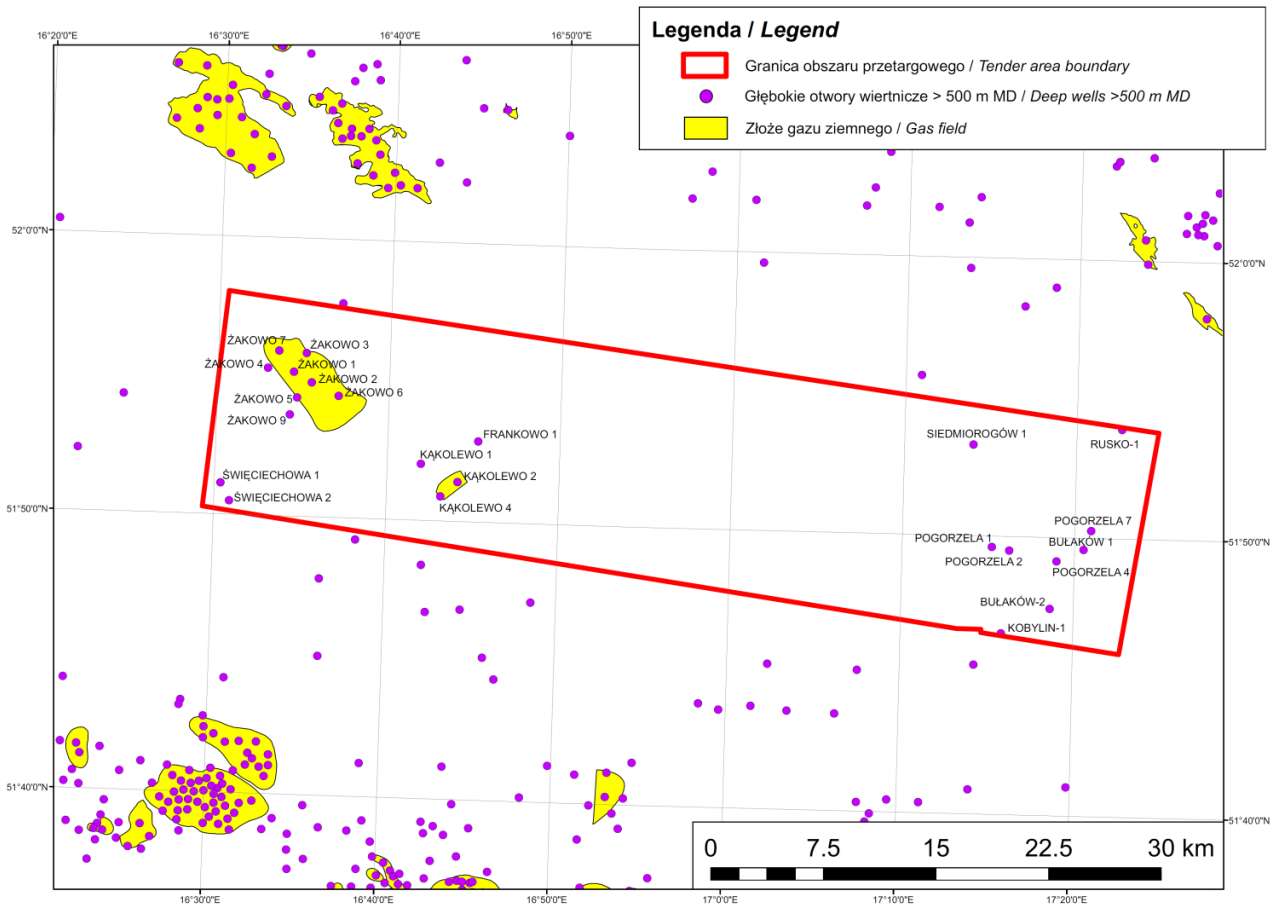 Legenda / Legend
Granica obszaru przetargowego / Tender area boundary
Głębokie otwory wiertnicze > 500 m MD / Deep wells >500 m MD
Złoże gazu ziemnego / Gas field
16°20'0"E
16°30'0"E
16°40'0"E
16°50'0"E
52°0'0"N
52°0'0"N
ŻAKOWO 7
ŻAKOWO 3
ŻAKOWO 4
ŻAKOWO 1
ŻAKOWO 2
ŻAKOWO 5
ŻAKOWO 6
ŻAKOWO 9
FRANKOWO 1
SIEDMIOROGÓW 1
RUSKO-1
KĄKOLEWO 1
ŚWIĘCIECHOWA 1
KĄKOLEWO 2
ŚWIĘCIECHOWA 2
KĄKOLEWO 4
51°50'0"N
POGORZELA 7
POGORZELA 1
BUŁAKÓW 1
51°50'0"N
POGORZELA 2
POGORZELA 4
BUŁAKÓW-2
KOBYLIN-1
51°40'0"N
51°40'0"N
0
7.5
15
22.5
30 km
16°30'0"E
16°40'0"E
16°50'0"E
17°0'0"E
17°10'0"E
17°20'0"E